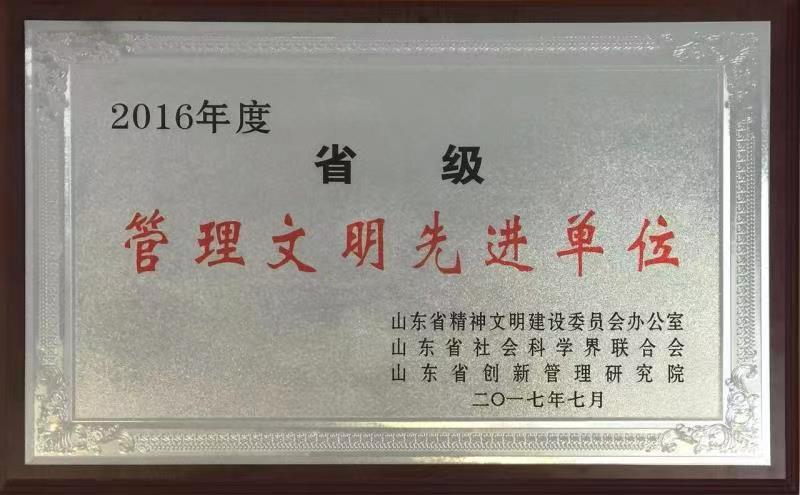 2016年度
省级
管理文明先进单位
山东省精神文明建设委员会办公室
山东省社会科学界联合会
山东省创新管理研究院
二〇一七年七月